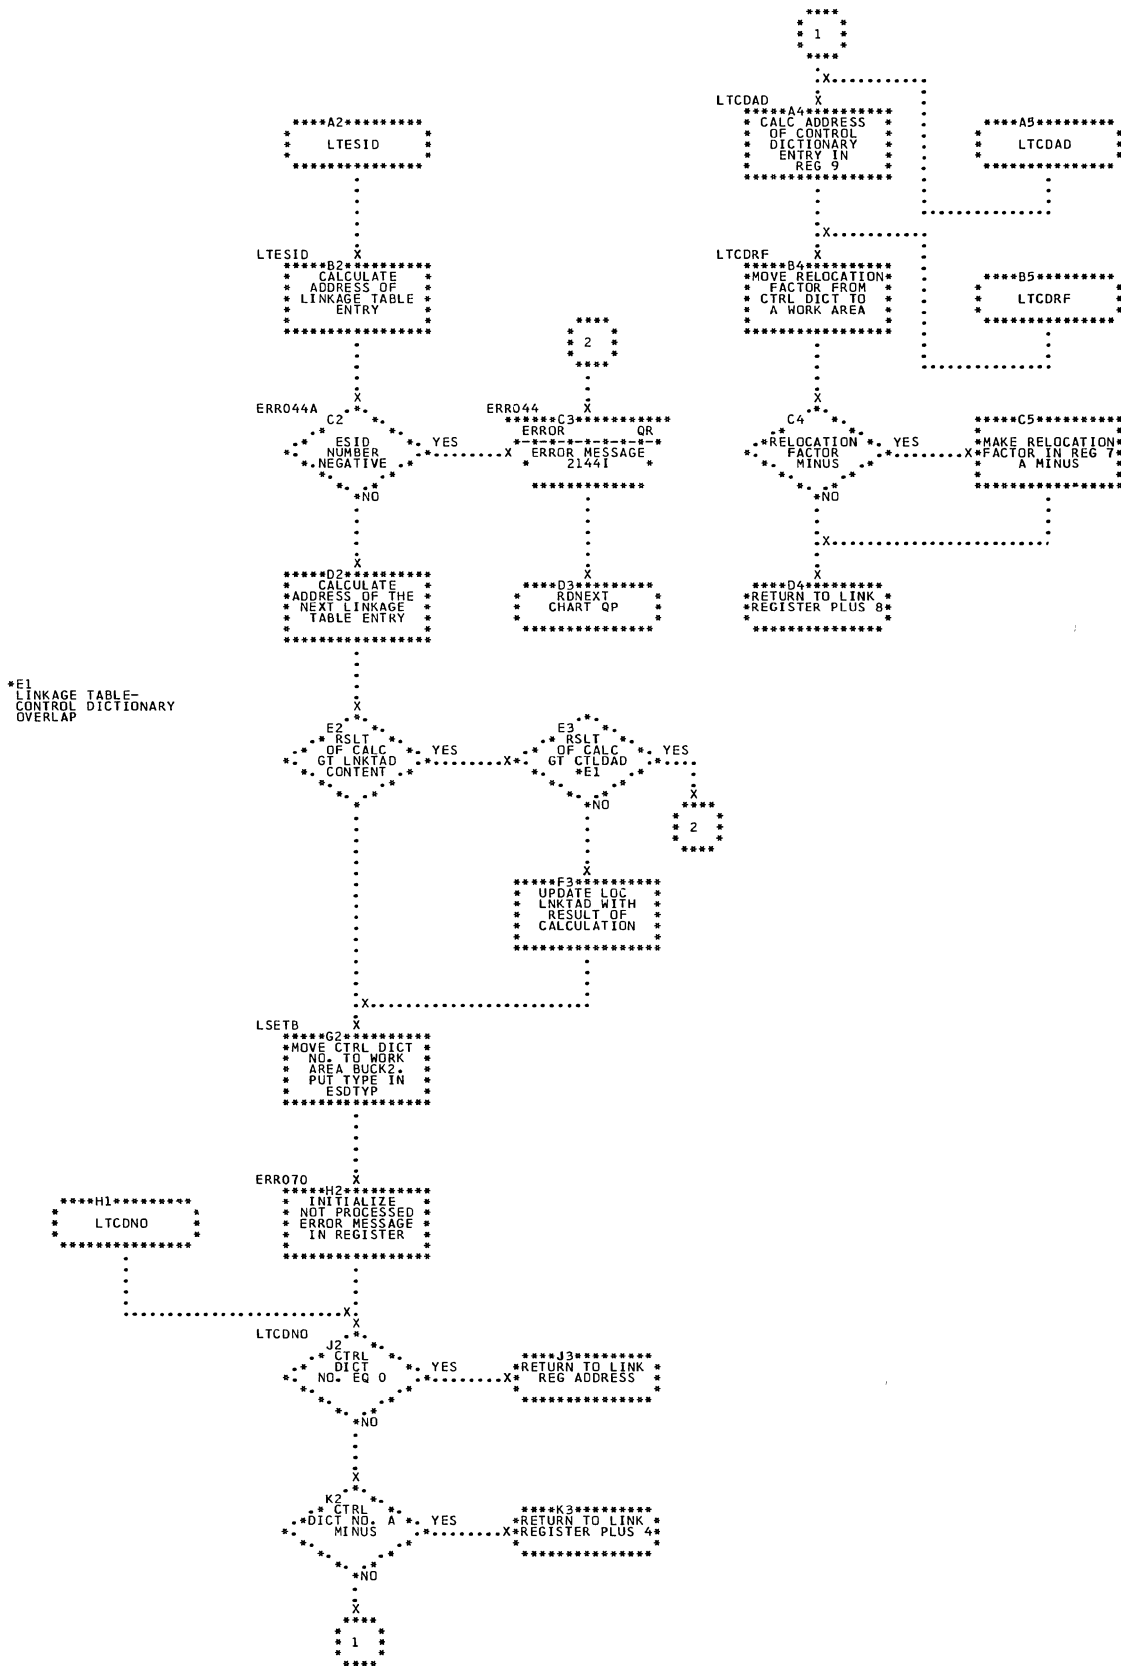 1
LTCDAD
A4
CALC ADDRESS
OF CONTROL
DICTIONARY
ENTRY IN
REG 9
A2
LTESID
A5
LTCDAD
LTESID
B2
CALCULATE
ADDRESS OF
LINKAGE TABLE
ENTRY
LTCDRF
B4
MOVE RELOCATION
FACTOR FROM
CTRL DICT TO
A WORK AREA
B5
LTCDRF
2
ERR044A
C2
ESID
NUMBER
NEGATIVE
YES
NO
ERR044
C3
ERROR QR
ERROR MESSAGE
2144I
C4
RELOCATION
FACTOR
MINUS
YES
NO
C5
MAKE RELOCATION
FACTOR IN REG 7
A MINUS
D2
CALCULATE
ADDRESS OF THE
NEXT LINKAGE
TABLE ENTRY
D3
RDNEXT
CHART QP
D4
RETURN TO LINK
REGISTER PLUS 8
*E1
LINKAGE TABLE-
CONTROL DICTIONARY
OVERLAP
E2
RSLT
OF CALC
GT LNKTAD
CONTENT
YES
E3
RSLT
OF CALC
GT CTLDAD
*E1
YES
NO
2
F3
UPDATE LOC
LNKTAD WITH
RESULT OF
CALCULATION
LSETB
G2
MOVE CTRL DICT
NO. TO WORK
AREA BUCK2.
PUT TYPE IN
ESDTYP
ERR070
H2
INITIALIZE
NOT PROCESSED
ERROR MESSAGE
IN REGISTER
H1
LTCDNO
LTCDNO
J2
CTRL
DICT
NO. EQ 0
YES
NO
J3
RETURN TO LINK
REG ADDRESS
K2
CTRL
DICT NO. A
MINUS
YES
NO
K3
RETURN TO LINK
REGISTER PLUS 4
1